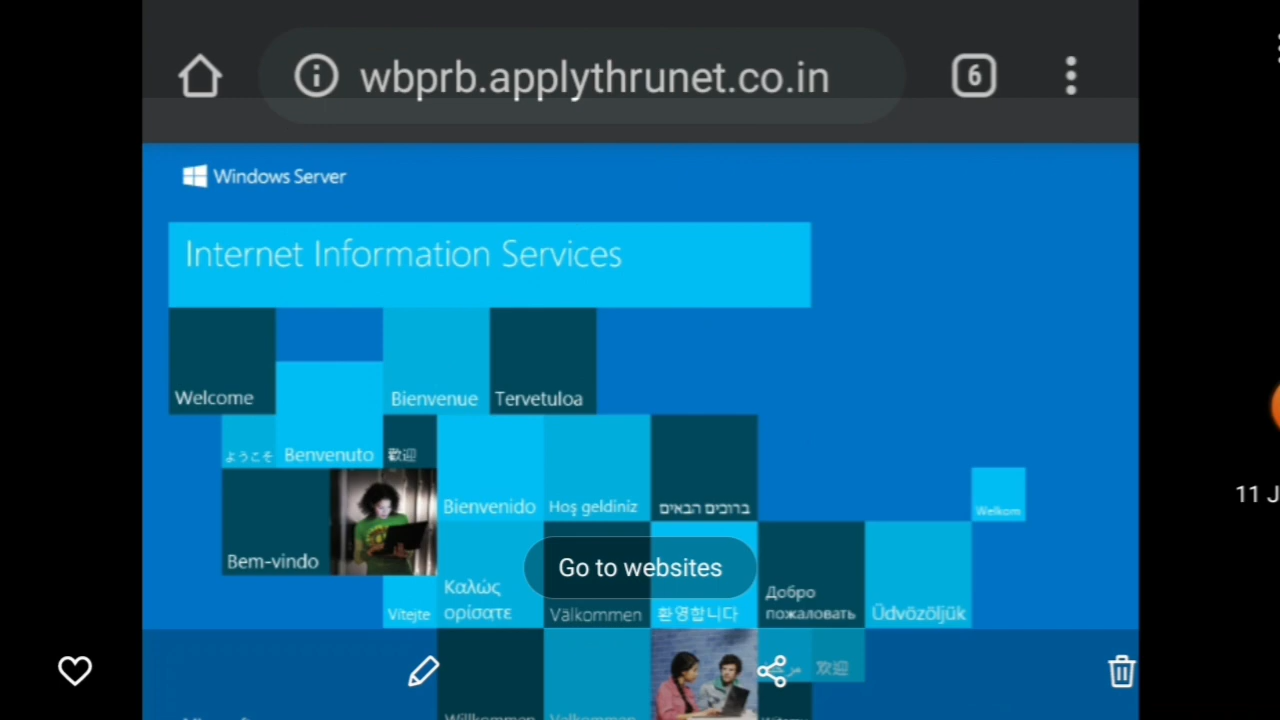 wbprb.applythrunet.co.in
6
Windows Server
Internet Information Services
Welcome
Bienvenue
Tervetuloa
ようこそ
Benvenuto
歡迎
Bienvenido
Hoş geldiniz
ברוכים הבאים
Welkom
Bem-vindo
Go to websites
Vítejte
Καλώς
ορίσατε
Välkommen
환영합니다
Добро
пожаловать
Üdvözöljük
11 J
欢迎